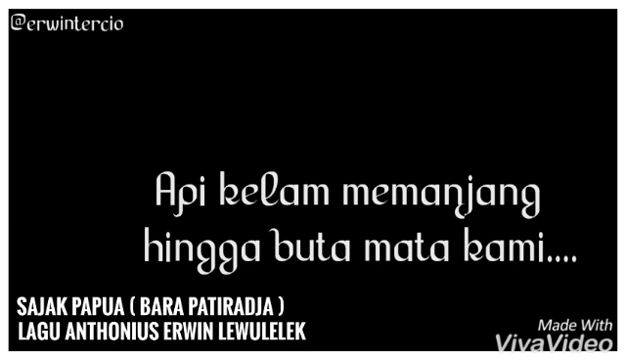 @erwintercio
Api kelam memanjang
hingga buta mata kami....
SAJAK PAPUA ( BARA PATIRADJA )
LAGU ANTHONIUS ERWIN LEWULELEK
Made With
VivaVideo